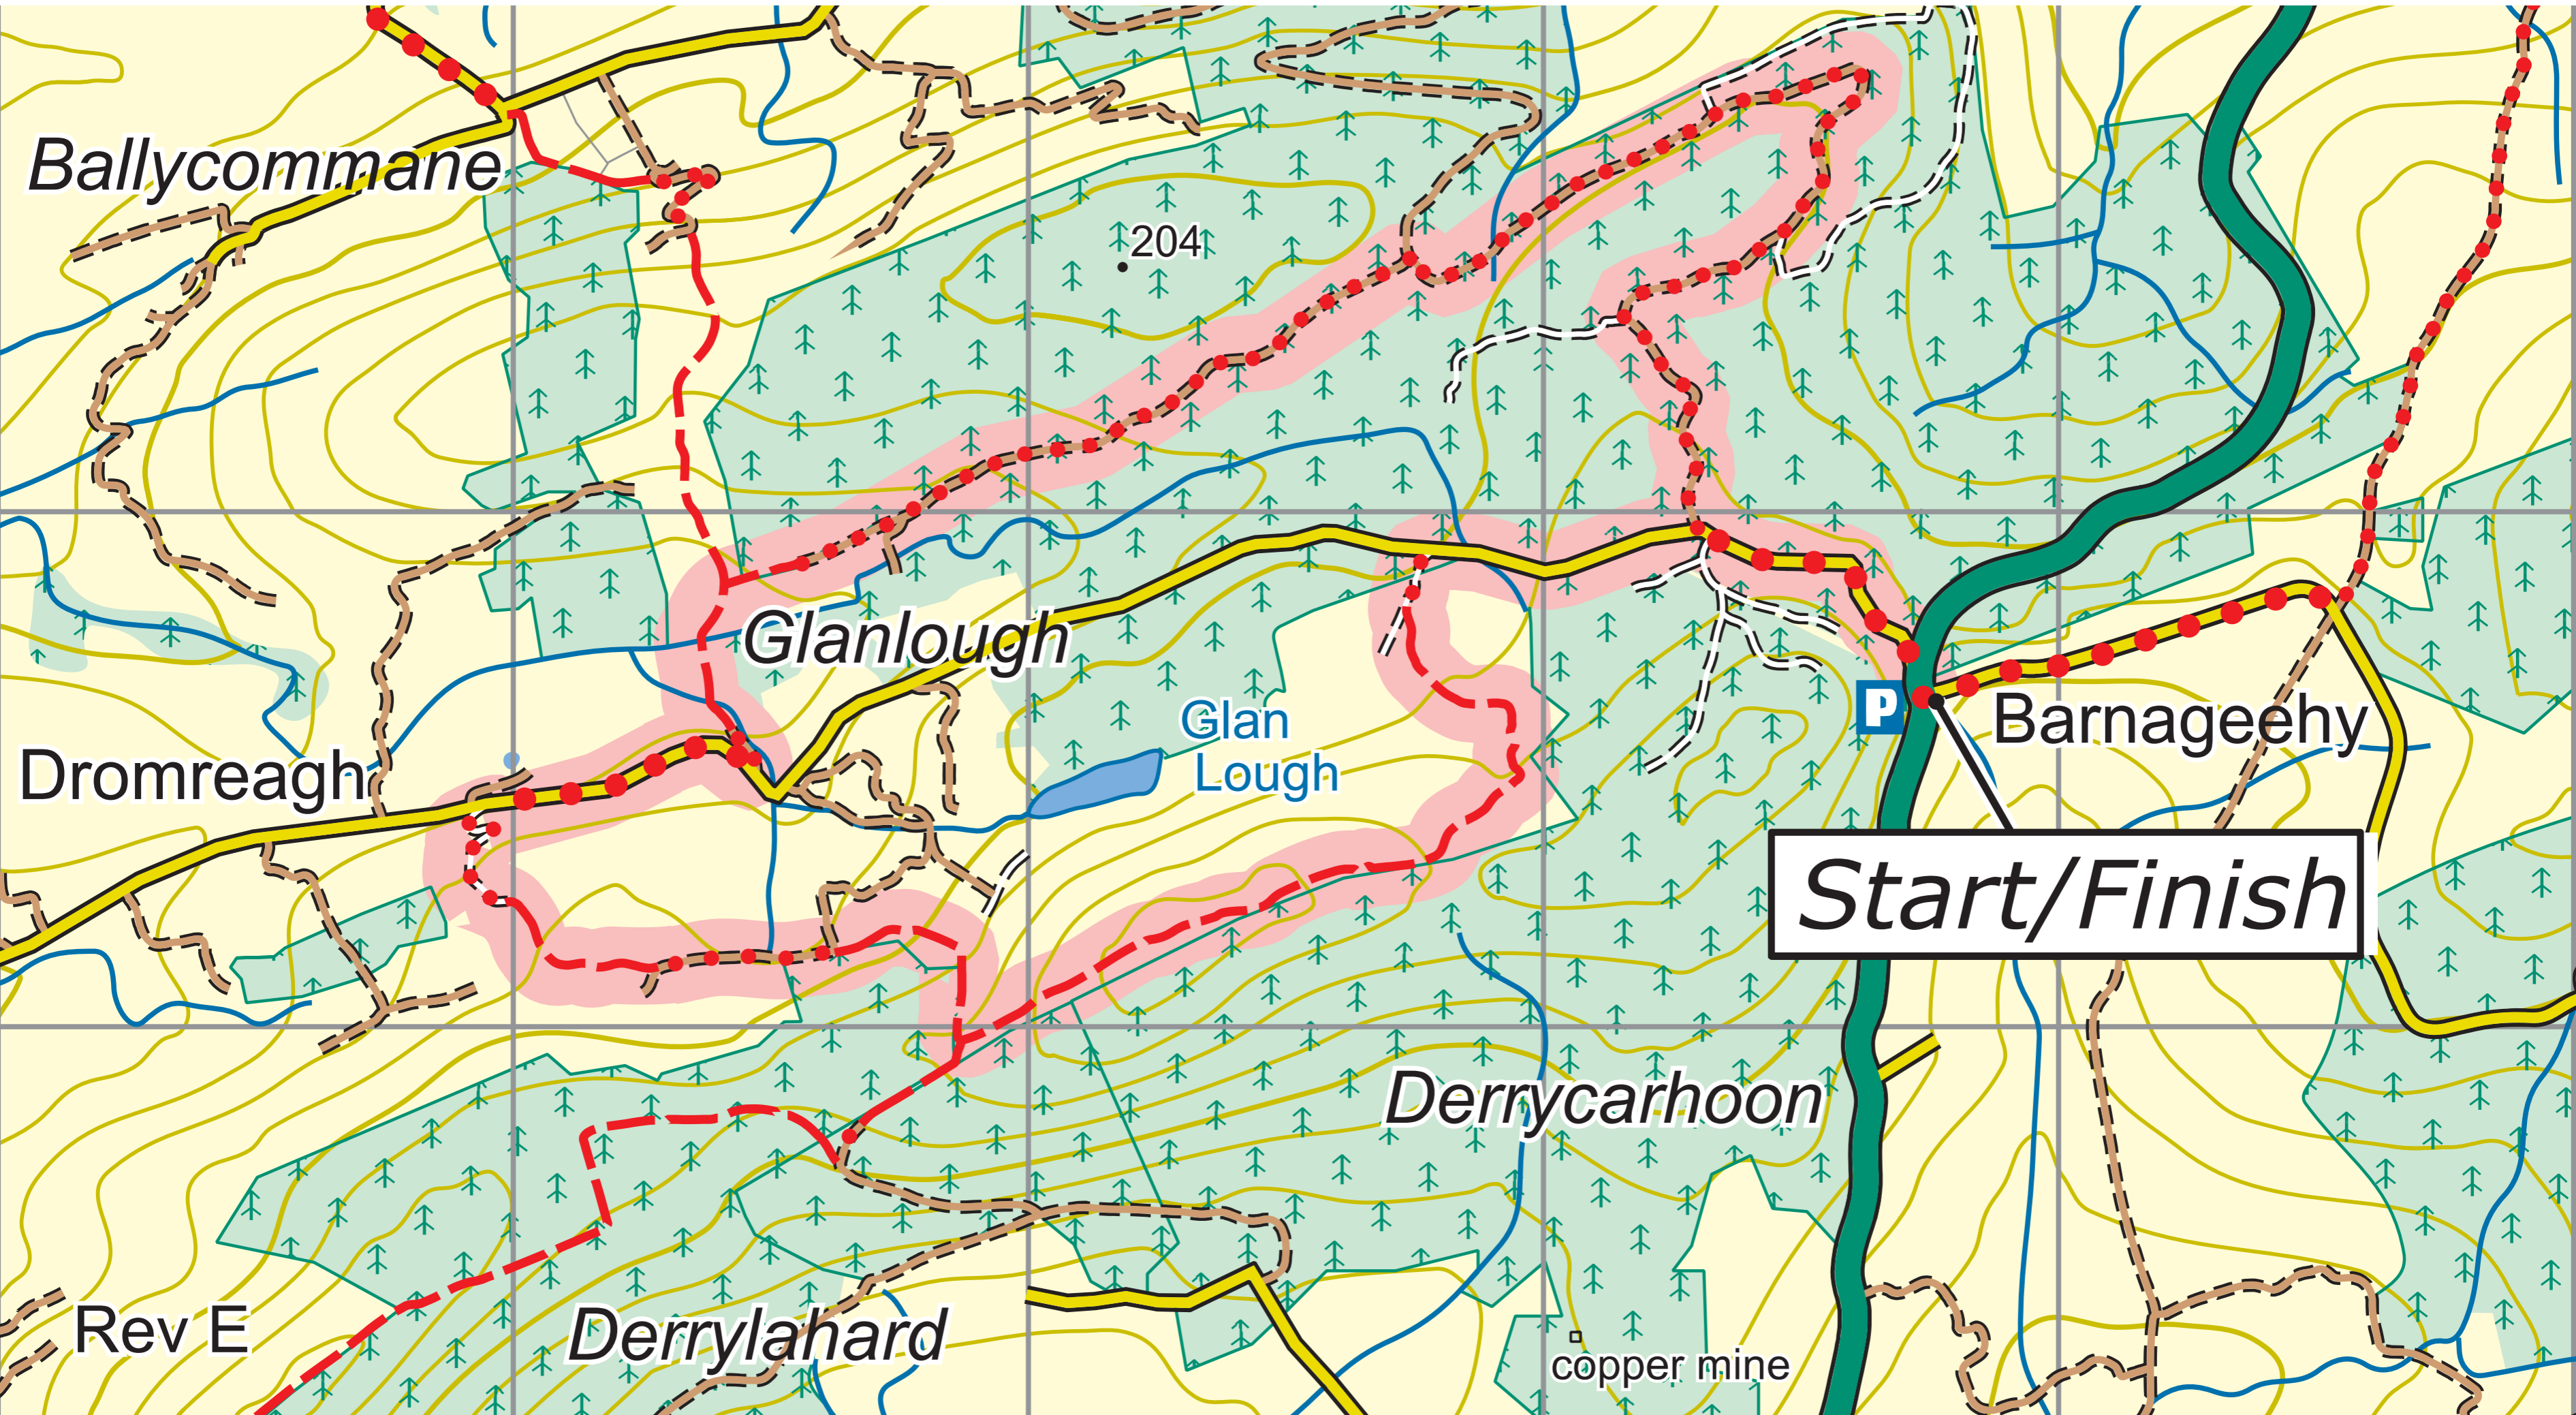 Ballycommane
204
Glanlough
Glan
Lough
Dromreagh
P
Barnageehy
Start/Finish
Derrycarhoon
Rev E
Derrylahard
copper mine